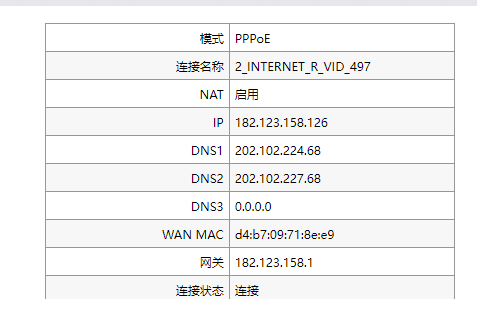 模式 PPPoE
连接名称 2_INTERNET_R_VID_497
NAT 启用
IP 182.123.158.126
DNS1 202.102.224.68
DNS2 202.102.227.68
DNS3 0.0.0.0
WAN MAC d4:b7:09:71:8e:e9
网关 182.123.158.1
连接状态 连接